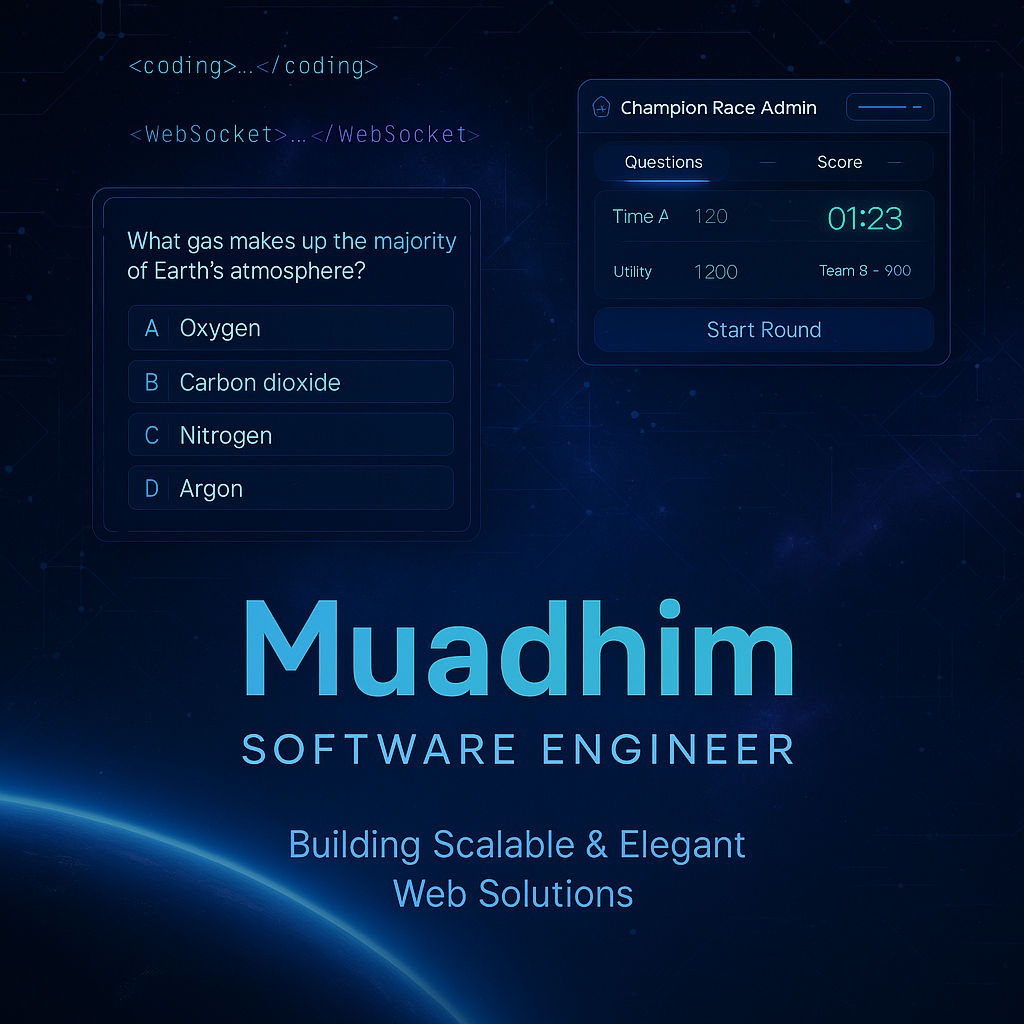 <coding>...</coding>
<WebSocket>...</WebSocket>
What gas makes up the majority
of Earth's atmosphere?
A Oxygen
B Carbon dioxide
C Nitrogen
D Argon
Champion Race Admin
Questions — Score —
Time A 120 01:23
Utility 1200 Team 8 - 900
Start Round
Muadhim
SOFTWARE ENGINEER
Building Scalable & Elegant
Web Solutions